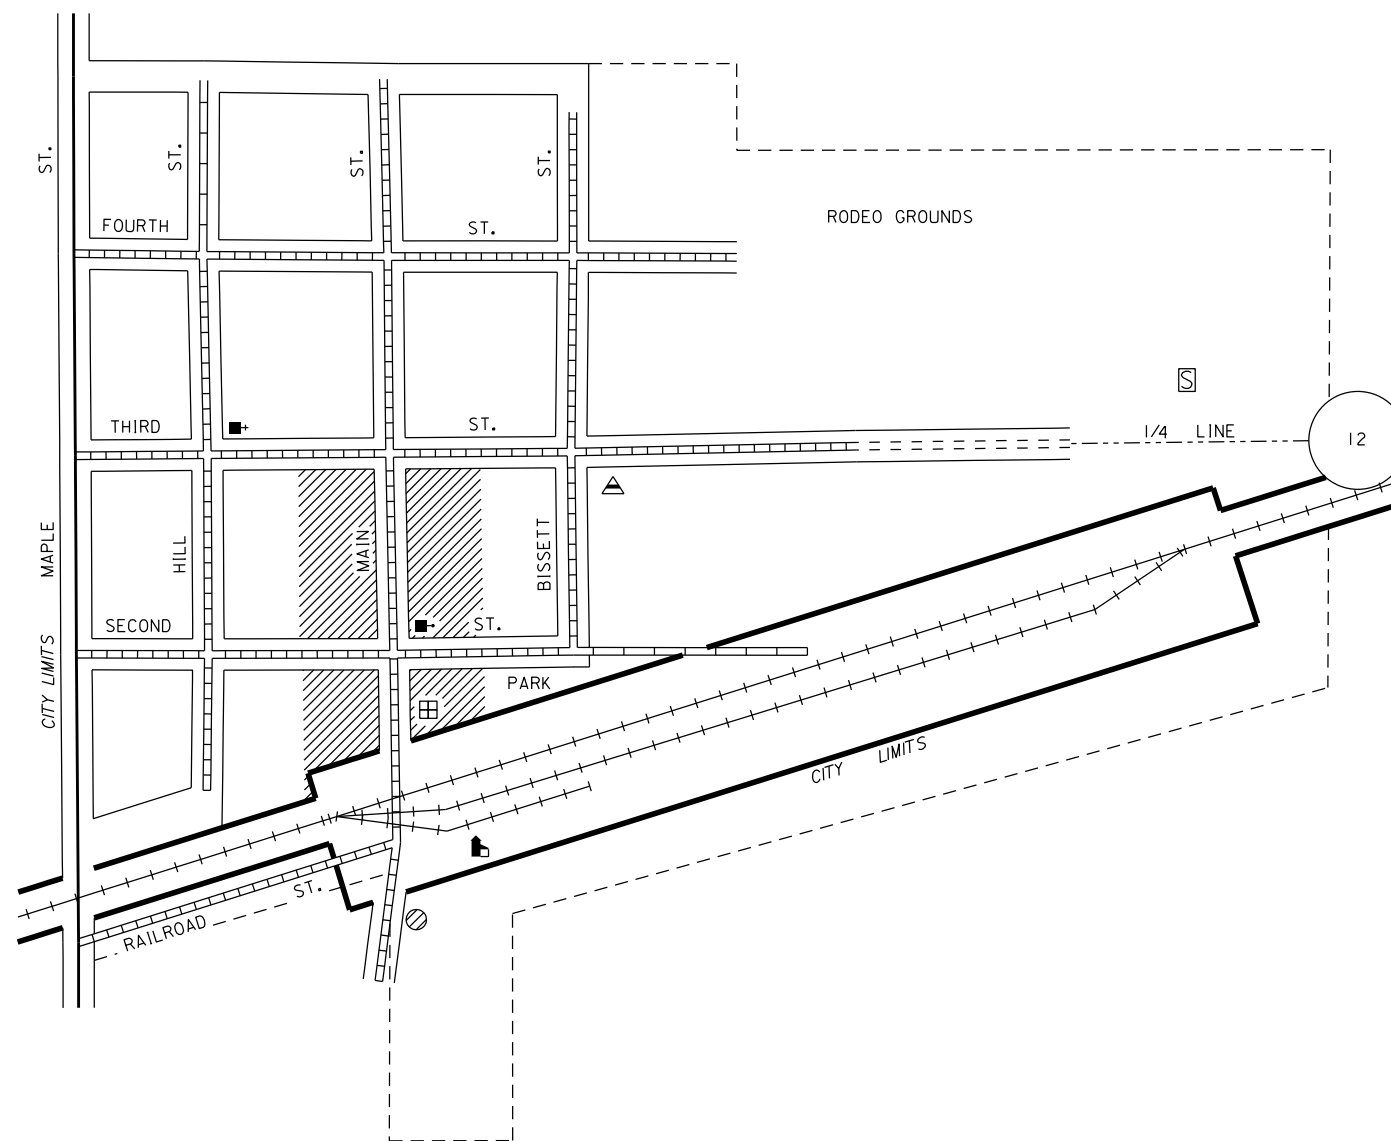 ST.
ST.
ST.
ST.
FOURTH ST.
RODEO GROUNDS
S
THIRD ST.
1/4 LINE
12
CITY LIMITS MAPLE
HILL
MAIN
BISSETT
SECOND ST.
PARK
CITY LIMITS
RAILROAD ST.